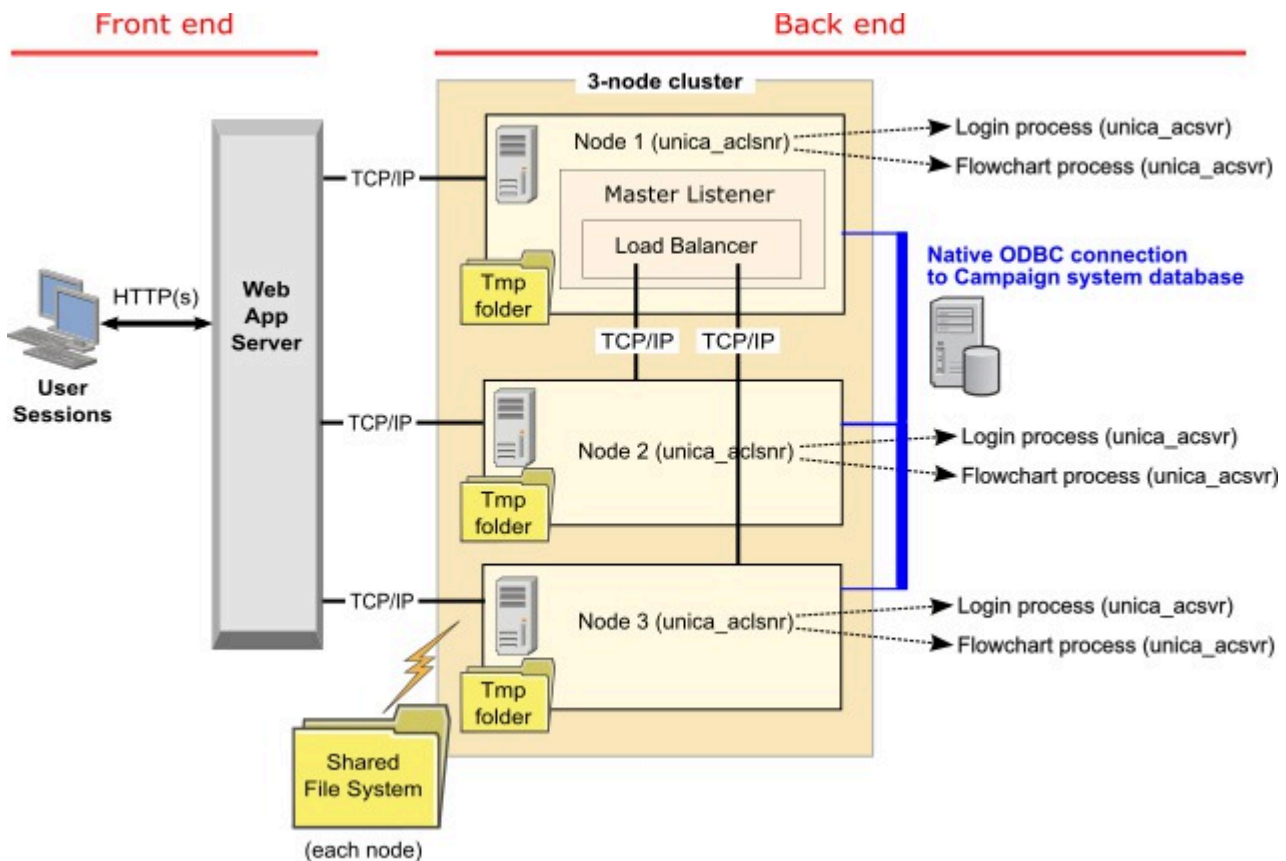 Front end
Back end
3-node cluster
Node 1 (unica_aclsnr)
Login process (unica_acsvr)
Flowchart process (unica_acsvr)
TCP/IP
Master Listener
Load Balancer
Tmp
folder
Native ODBC connection
to Campaign system database
HTTP(s)
Web
App
Server
User
Sessions
TCP/IP
TCP/IP
TCP/IP
Node 2 (unica_aclsnr)
Login process (unica_acsvr)
Flowchart process (unica_acsvr)
Tmp
folder
TCP/IP
Node 3 (unica_aclsnr)
Login process (unica_acsvr)
Flowchart process (unica_acsvr)
Tmp
folder
Shared
File System
(each node)